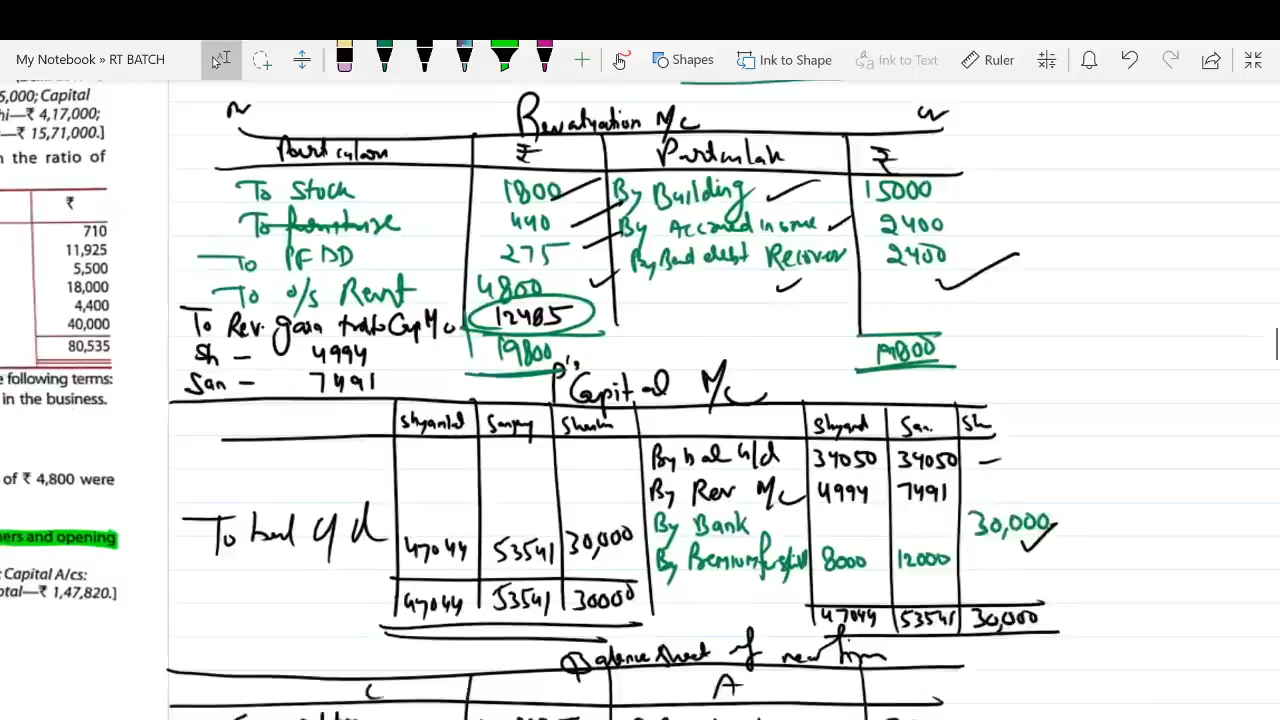 My Notebook » RT BATCH
Shapes
Ink to Shape
Ink to Text
Ruler
5,000; Capital
hi—₹ 4,17,000;
—₹ 15,71,000.]
n the ratio of
₹
710
11,925
5,500
18,000
4,400
40,000
80,535
e following terms:
in the business.
of ₹ 4,800 were
ners and opening
Capital A/cs:
otal—₹ 1,47,820.]
Revaluation A/c
Particulars ₹ Particular ₹
To Stock 1800 By Building 15000
To furniture 440 By Accrued income 2400
To PFDD 275 By Bad debt Recover 2400
To o/s Rent 4800
To Rev. gain 12485
19800 19800
Sh - 4994
San - 7491
P's Capital A/c
Shyamlal Sanjay Shyamlal San. Sh
By bal b/d 34050 34050 —
By Rev A/c 4994 7491
By Bank 30,000
By Premium 8000 12000
To bal c/d 47044 53541 30,000
47044 53541 30000 47044 53541 30,000
Balance sheet of new firm
L A